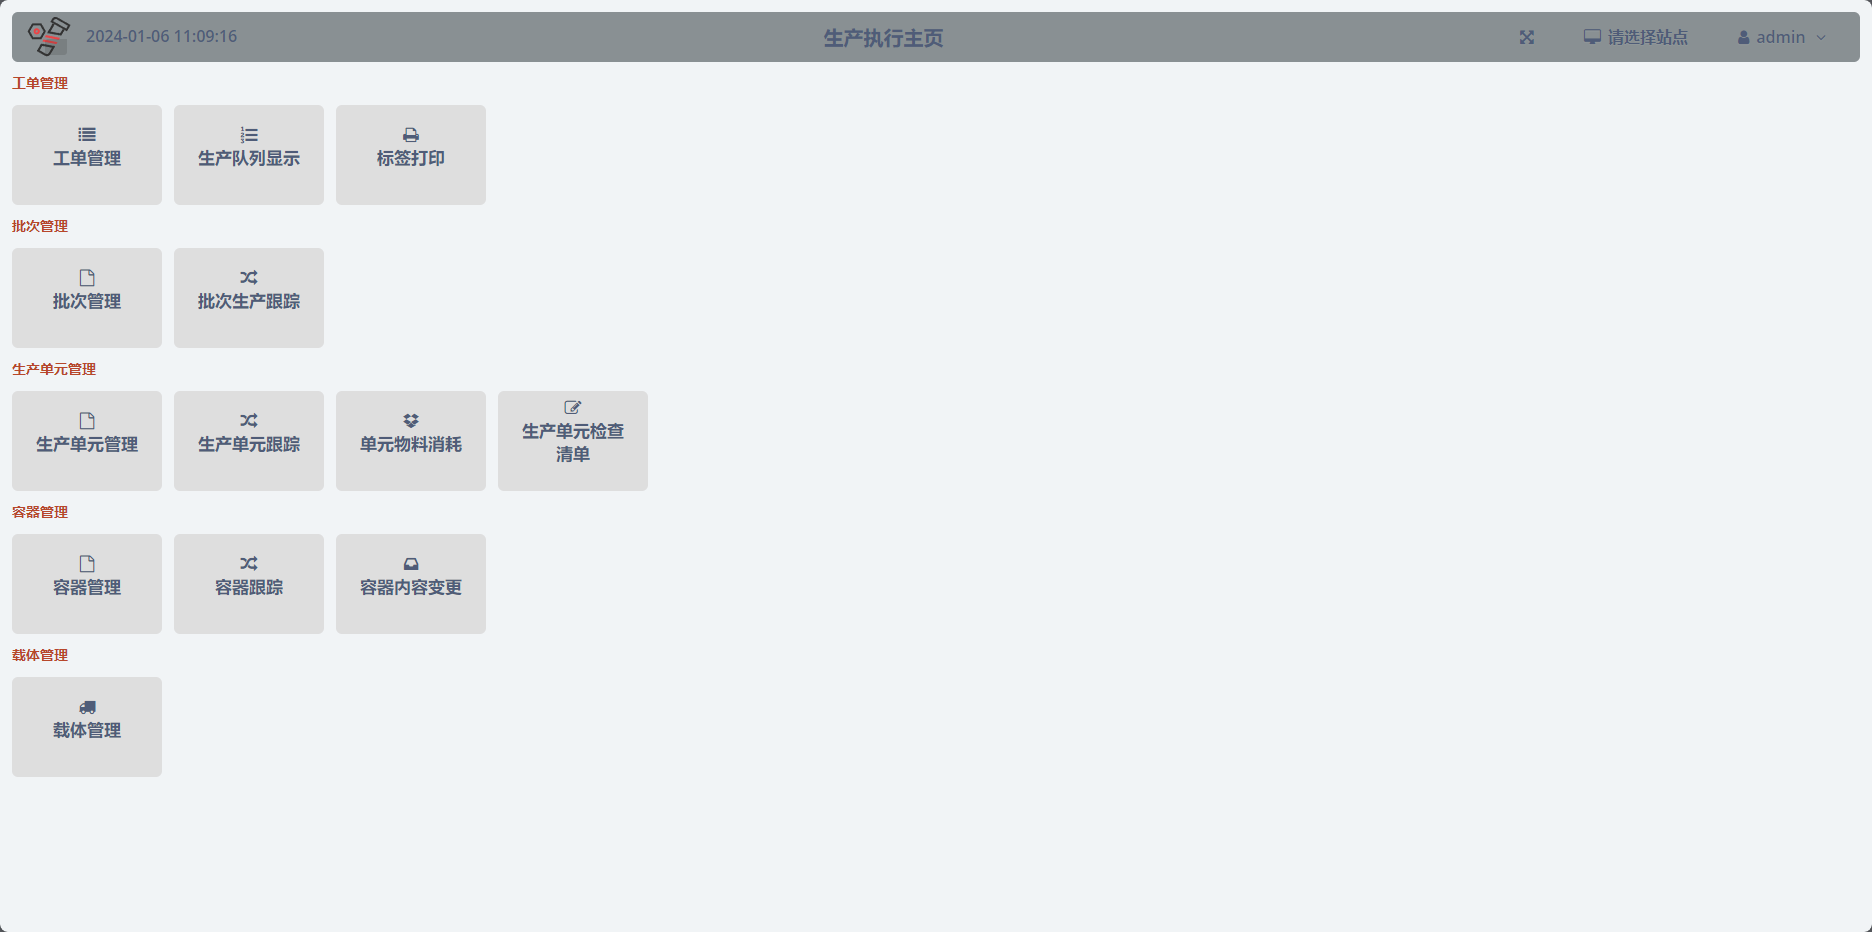 2024-01-06 11:09:16
生产执行主页
请选择站点
admin
工单管理
工单管理
生产队列显示
标签打印
批次管理
批次管理
批次生产跟踪
生产单元管理
生产单元管理
生产单元跟踪
单元物料消耗
生产单元检查
清单
容器管理
容器管理
容器跟踪
容器内容变更
载体管理
载体管理